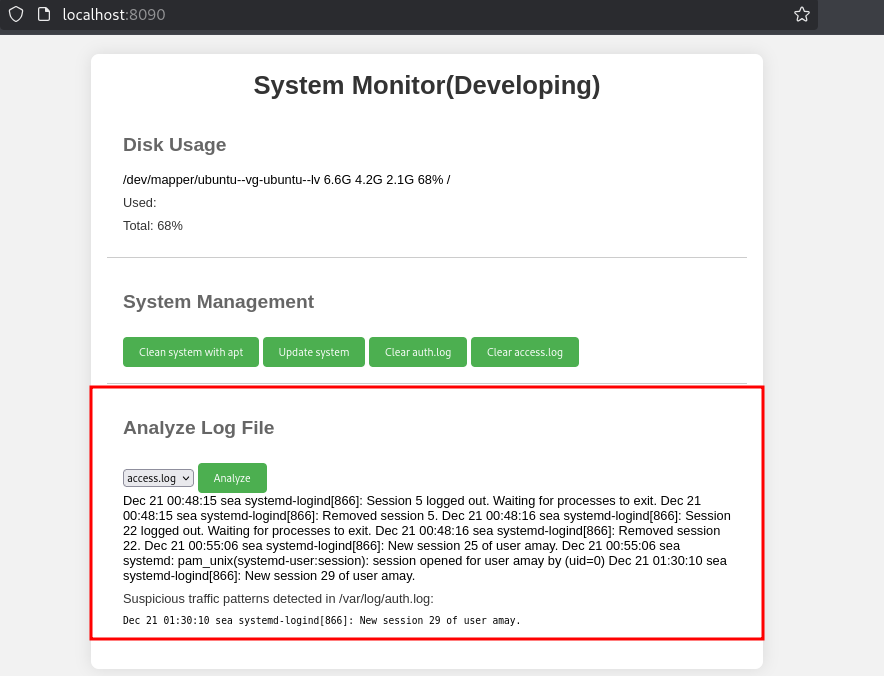 localhost:8090
System Monitor(Developing)
Disk Usage
/dev/mapper/ubuntu--vg-ubuntu--lv 6.6G 4.2G 2.1G 68% /
Used:
Total: 68%
System Management
Clean system with apt Update system Clear auth.log Clear access.log
Analyze Log File
access.log Analyze
Dec 21 00:48:15 sea systemd-logind[866]: Session 5 logged out. Waiting for processes to exit. Dec 21
00:48:15 sea systemd-logind[866]: Removed session 5. Dec 21 00:48:16 sea systemd-logind[866]: Session
22 logged out. Waiting for processes to exit. Dec 21 00:48:16 sea systemd-logind[866]: Removed session
22. Dec 21 00:55:06 sea systemd-logind[866]: New session 25 of user amay. Dec 21 00:55:06 sea
systemd: pam_unix(systemd-user:session): session opened for user amay by (uid=0) Dec 21 01:30:10 sea
systemd-logind[866]: New session 29 of user amay.
Suspicious traffic patterns detected in /var/log/auth.log:
Dec 21 01:30:10 sea systemd-logind[866]: New session 29 of user amay.